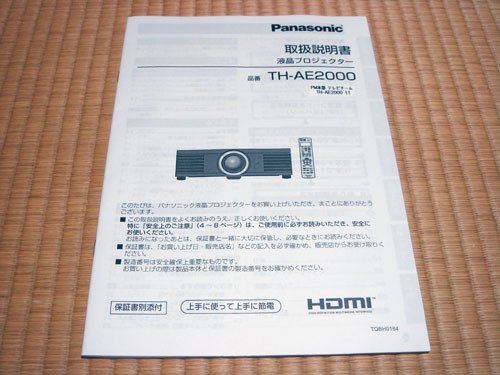 Panasonic
取扱説明書
液晶プロジェクター
品番 TH-AE2000
このたびは、パナソニック液晶プロジェクターをお買い上げいただき、まことにありがとう
ございます。
■ この取扱説明書をよくお読みのうえ、正しくお使いください。
特に「安全上のご注意」(4～8ページ)は、ご使用前に必ずお読みいただき、安全に
お使いください。
お読みになったあとは、保証書と一緒に大切に保管し、必要なときにお読みください。
■ 保証書は、「お買い上げ日・販売店名」などの記入を必ず確かめ、販売店からお受け取りく
ださい。
■ 製造番号は安全確保上重要なものです。
お買い上げの際は製品本体と保証書の製造番号をお確かめください。
保証書別添付
上手に使って上手に節電
HDMI
HIGH-DEFINITION MULTIMEDIA INTERFACE
TQBH0184